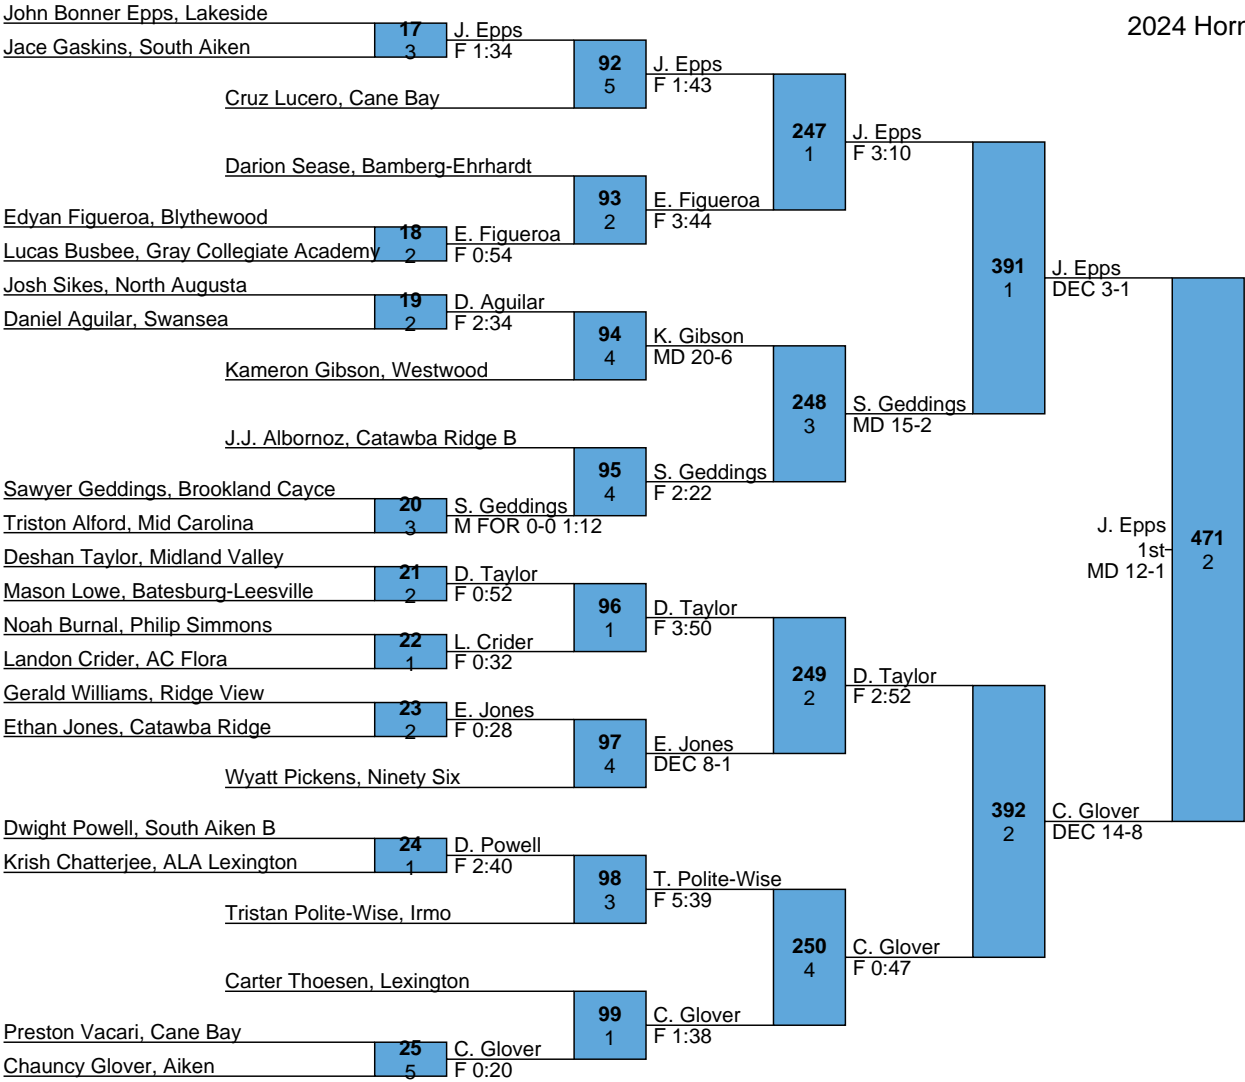 John Bonner Epps, Lakeside
2024 Horn
17
J. Epps
Jace Gaskins, South Aiken
3
F 1:34
92
J. Epps
5
F 1:43
Cruz Lucero, Cane Bay
247
J. Epps
1
F 3:10
Darion Sease, Bamberg-Ehrhardt
93
E. Figueroa
2
F 3:44
Edyan Figueroa, Blythewood
18
E. Figueroa
Lucas Busbee, Gray Collegiate Academy
2
F 0:54
391
J. Epps
1
DEC 3-1
Josh Sikes, North Augusta
19
D. Aguilar
Daniel Aguilar, Swansea
2
F 2:34
94
K. Gibson
4
MD 20-6
Kameron Gibson, Westwood
248
S. Geddings
3
MD 15-2
J.J. Albornoz, Catawba Ridge B
95
S. Geddings
4
F 2:22
Sawyer Geddings, Brookland Cayce
20
S. Geddings
Triston Alford, Mid Carolina
3
M FOR 0-0 1:12
J. Epps
1st
MD 12-1
471
2
Deshan Taylor, Midland Valley
21
D. Taylor
Mason Lowe, Batesburg-Leesville
2
F 0:52
96
D. Taylor
1
F 3:50
Noah Burnal, Philip Simmons
22
L. Crider
Landon Crider, AC Flora
1
F 0:32
249
D. Taylor
2
F 2:52
Gerald Williams, Ridge View
23
E. Jones
Ethan Jones, Catawba Ridge
2
F 0:28
97
E. Jones
4
DEC 8-1
Wyatt Pickens, Ninety Six
392
C. Glover
2
DEC 14-8
Dwight Powell, South Aiken B
24
D. Powell
Krish Chatterjee, ALA Lexington
1
F 2:40
98
T. Polite-Wise
3
F 5:39
Tristan Polite-Wise, Irmo
250
C. Glover
4
F 0:47
Carter Thoesen, Lexington
99
C. Glover
1
F 1:38
Preston Vacari, Cane Bay
25
C. Glover
Chauncy Glover, Aiken
5
F 0:20